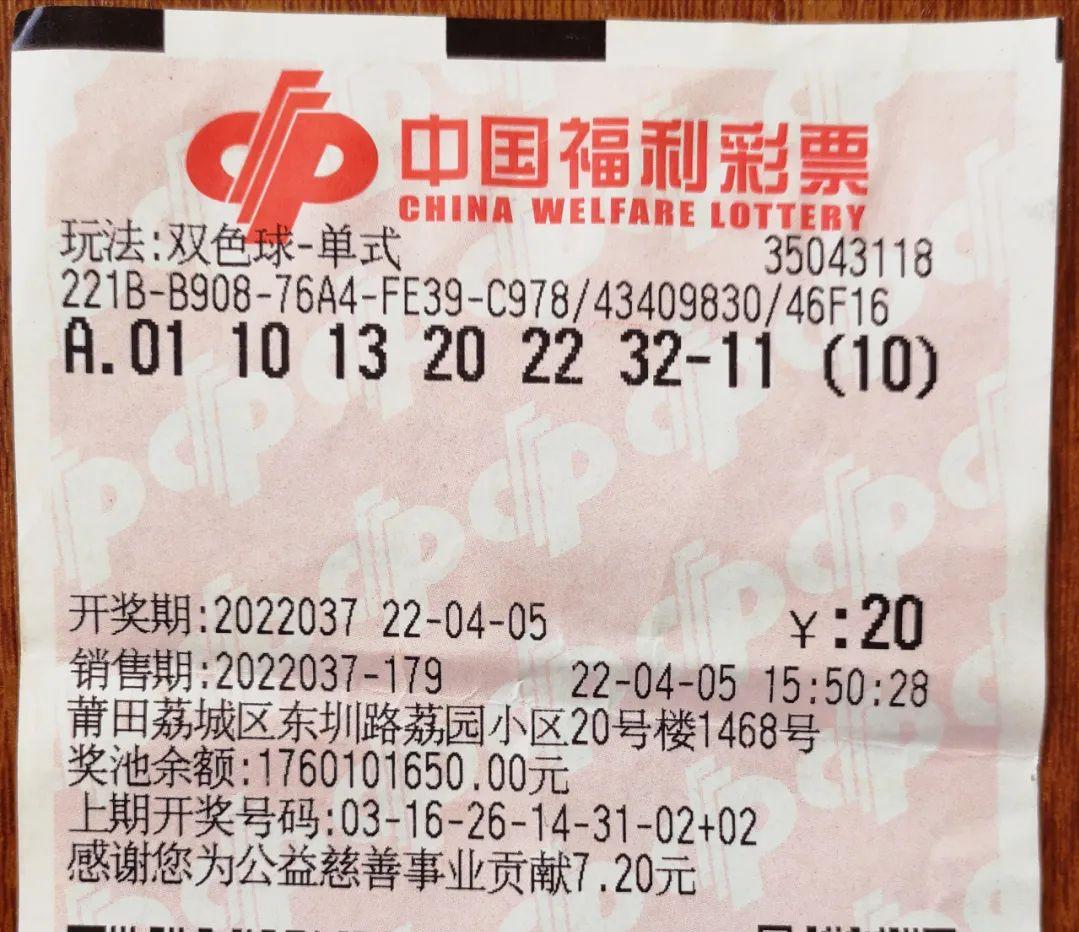 中国福利彩票
CHINA WELFARE LOTTERY
玩法:双色球-单式 35043118
221B-B908-76A4-FE39-C978/43409830/46F16
A.01 10 13 20 22 32-11 (10)
开奖期:2022037 22-04-05 ¥:20
销售期:2022037-179 22-04-05 15:50:28
莆田荔城区东圳路荔园小区20号楼1468号
奖池余额:1760101650.00元
上期开奖号码:03-16-26-14-31-02+02
感谢您为公益慈善事业贡献7.20元